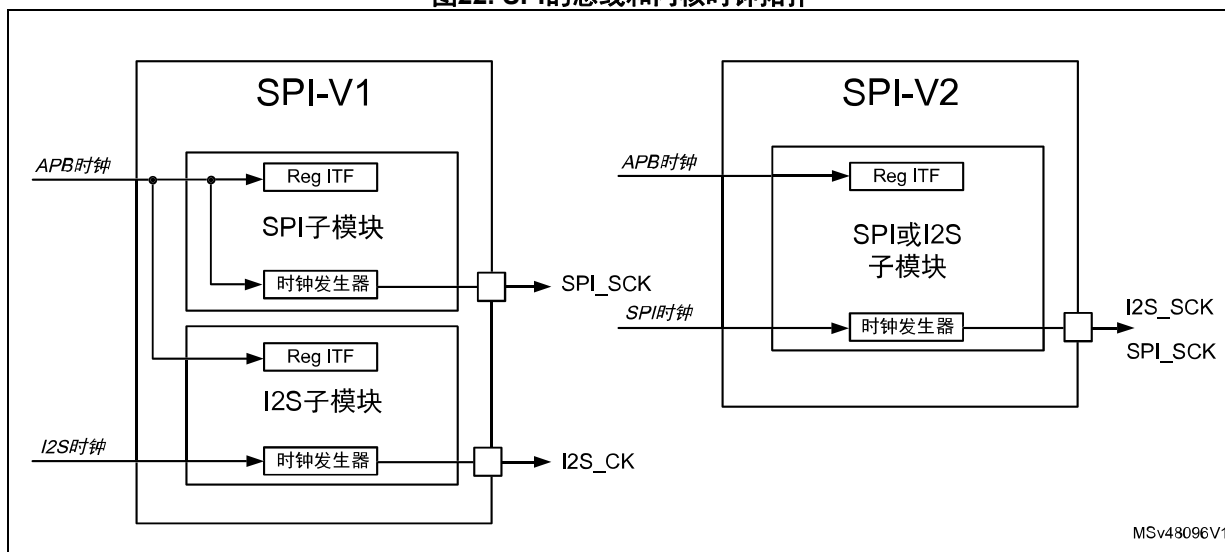 SPI-V1
APB时钟
Reg ITF
SPI子模块
时钟发生器
SPI_SCK
Reg ITF
I2S子模块
I2S时钟
时钟发生器
I2S_CK
SPI-V2
APB时钟
Reg ITF
SPI或I2S
子模块
SPI时钟
时钟发生器
I2S_SCK
SPI_SCK
MSv48096V1